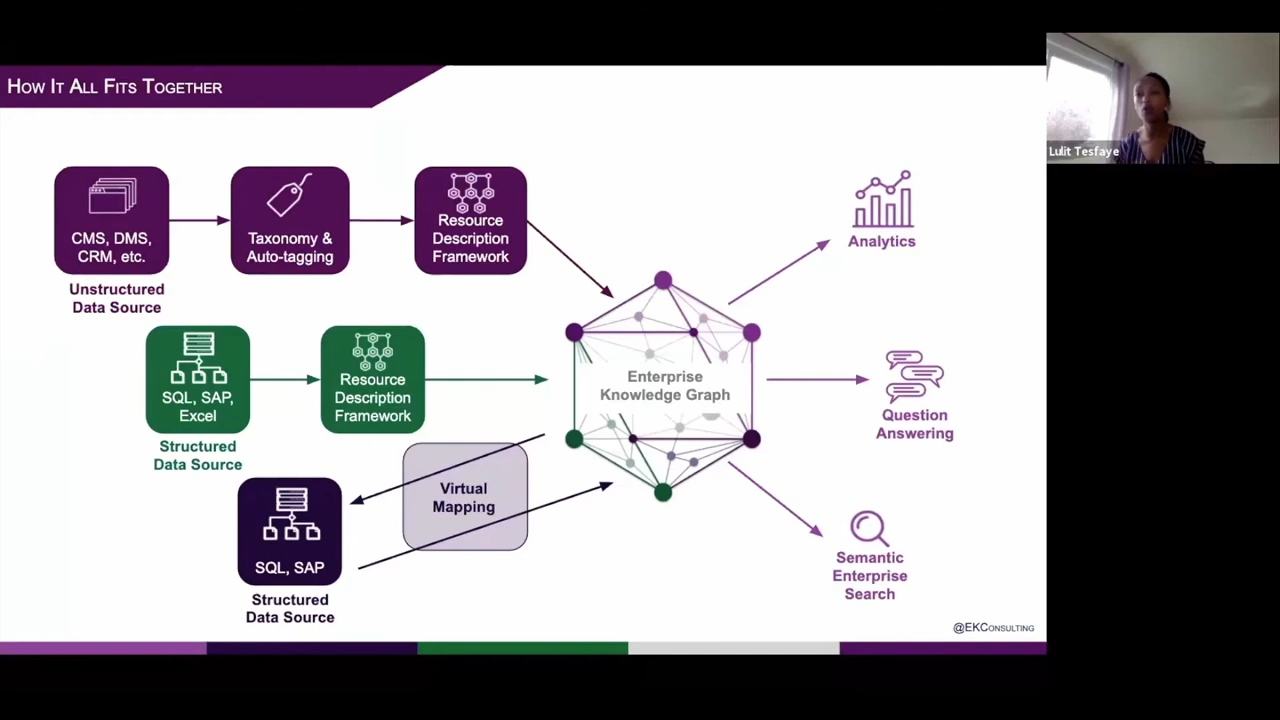 HOW IT ALL FITS TOGETHER
Lulit Tesfaye
CMS, DMS,
CRM, etc.
Unstructured
Data Source
Taxonomy &
Auto-tagging
Resource
Description
Framework
Analytics
SQL, SAP,
Excel
Structured
Data Source
Resource
Description
Framework
Enterprise
Knowledge Graph
Question
Answering
SQL, SAP
Structured
Data Source
Virtual
Mapping
Semantic
Enterprise
Search
@EKCONSULTING